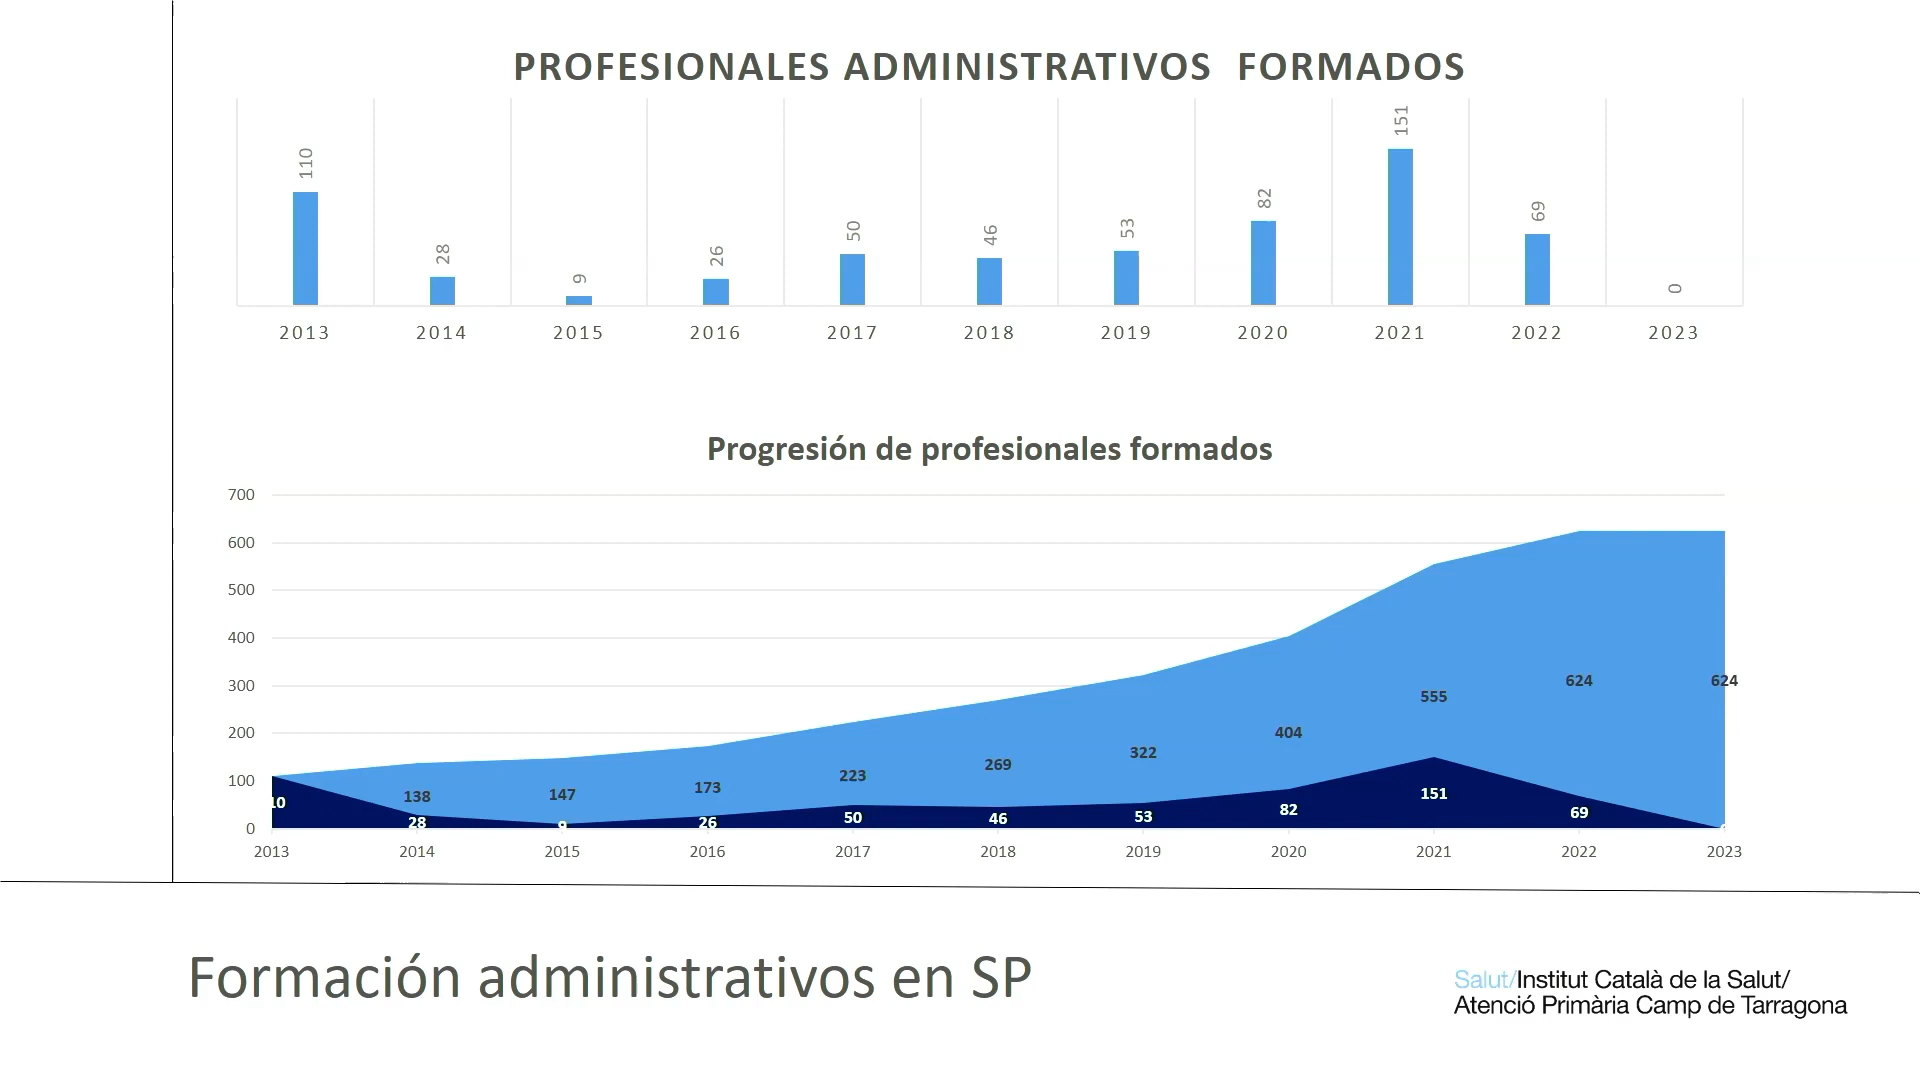 PROFESIONALES ADMINISTRATIVOS FORMADOS
110 28 9 26 50 46 53 82 151 69 0
2013 2014 2015 2016 2017 2018 2019 2020 2021 2022 2023
Progresión de profesionales formados
700
600
500
400
300
200
100
0
138 147 173 223 269 322 404 555 624 624
10 28 9 26 50 46 53 82 151 69
2013 2014 2015 2016 2017 2018 2019 2020 2021 2022 2023
Formación administrativos en SP
Salut/Institut Català de la Salut/
Atenció Primària Camp de Tarragona